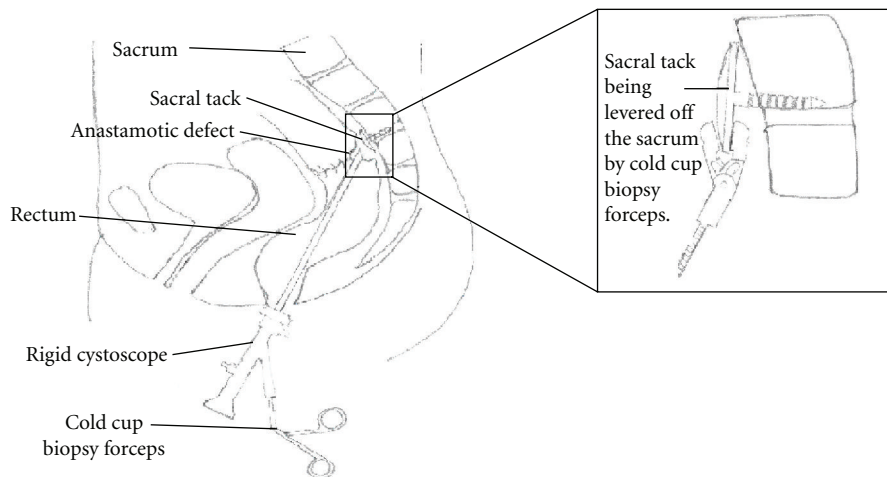 Sacrum
Sacral tack
Anastamotic defect
Rectum
Rigid cystoscope
Cold cup
biopsy forceps
Sacral tack
being
levered off
the sacrum
by cold cup
biopsy
forceps.